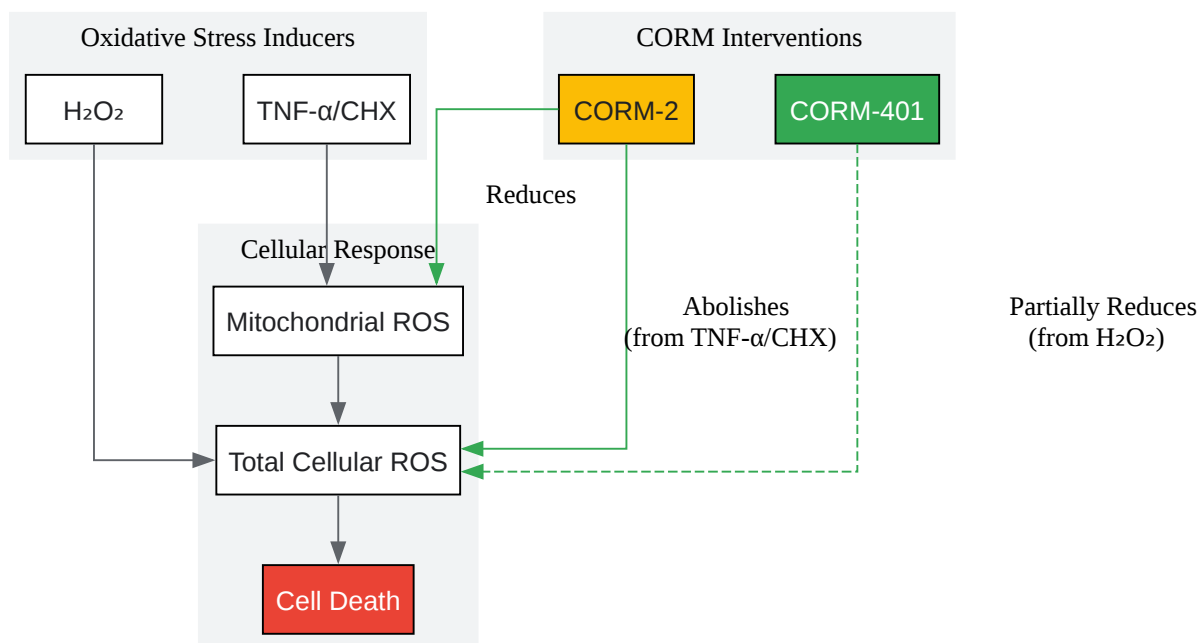 Oxidative Stress Inducers
CORM Interventions
H₂O₂
TNF-α/CHX
CORM-2
CORM-401
Reduces
Cellular Response
Mitochondrial ROS
Abolishes
(from TNF-α/CHX)
Partially Reduces
(from H₂O₂)
Total Cellular ROS
Cell Death